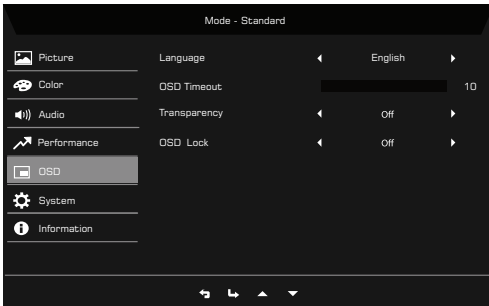 Mode - Standard
Picture
Language English
Color
OSD Timeout 10
Audio
Transparency Off
Performance
OSD Lock Off
OSD
System
Information